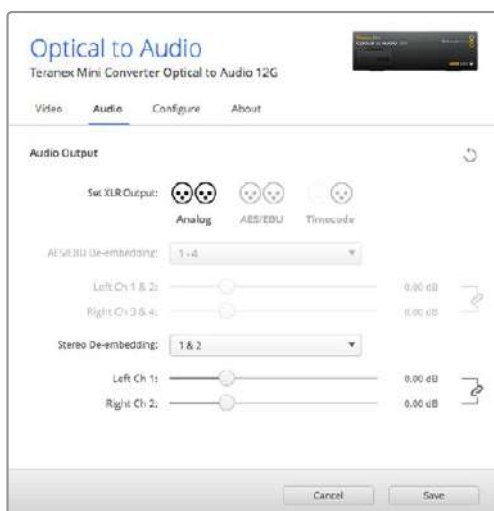 Optical to Audio
Teranex Mini Converter Optical to Audio 12G
Video Audio Configure About
Audio Output
Set XLR Output:
Analog AES/EBU Timecode
AES/EBU De-embedding: 1 - 4
Left Ch 1 & 2: 0.00 dB
Right Ch 3 & 4: 0.00 dB
Stereo De-embedding: 1 & 2
Left Ch 1: 0.00 dB
Right Ch 2: 0.00 dB
Cancel Save